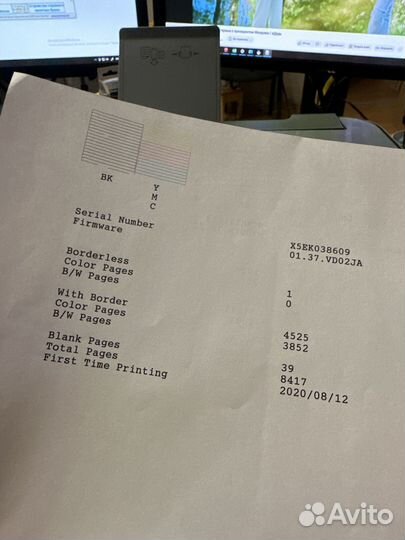 BK
Y
M
C
Serial Number X5EK038609
Firmware 01.37.VD02JA
Borderless
Color Pages 1
B/W Pages 0
With Border
Color Pages 4525
B/W Pages 3852
Blank Pages 39
Total Pages 8417
First Time Printing 2020/08/12
Avito